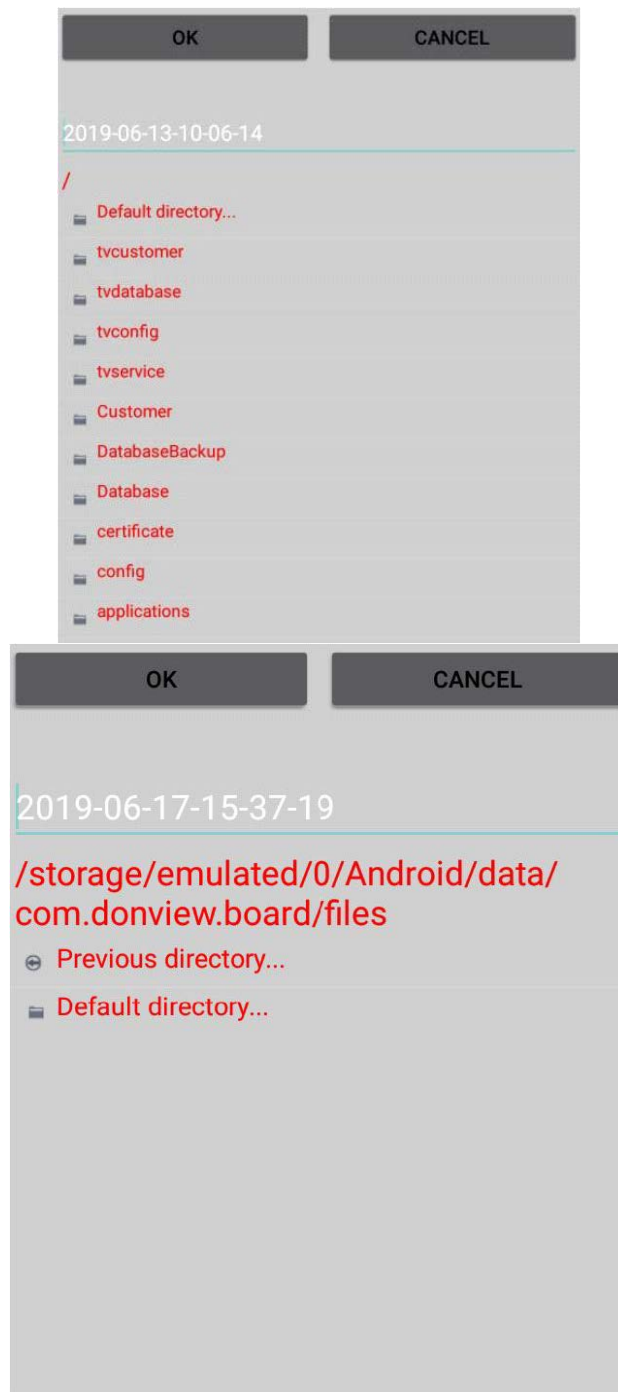 OK CANCEL
2019-06-13-10-06-14
/
Default directory...
tvcustomer
tvdatabase
tvconfig
tvservice
Customer
DatabaseBackup
Database
certificate
config
applications
OK CANCEL
2019-06-17-15-37-19
/storage/emulated/0/Android/data/
com.donview.board/files
Previous directory...
Default directory...